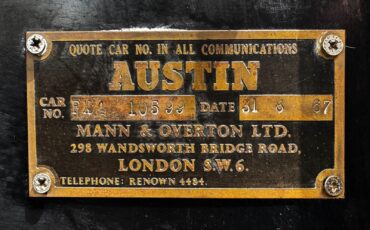 QUOTE CAR NO. IN ALL COMMUNICATIONS
AUSTIN
CAR NO. DATE 31 8 67
MANN & OVERTON LTD.
298 WANDSWORTH BRIDGE ROAD,
LONDON S.W.6.
TELEPHONE: RENOWN 4484.